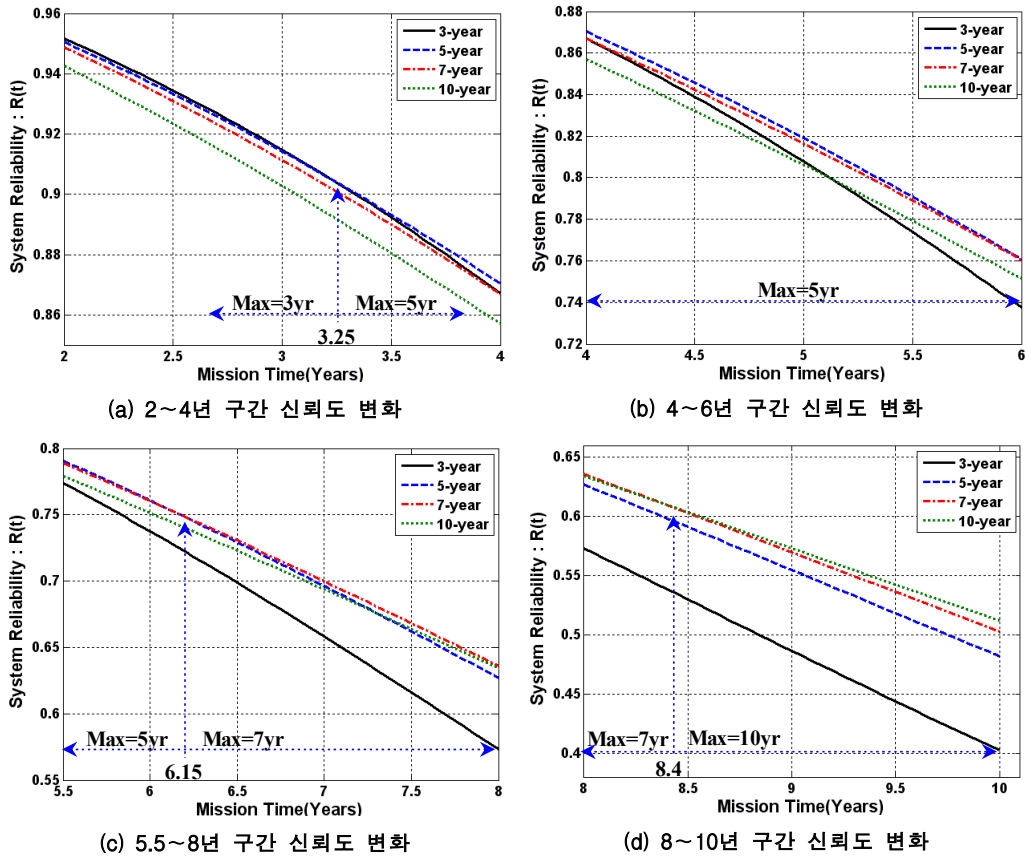 0.96
0.94
0.92
0.9
0.88
0.86
System Reliability : R(t)
3-year
5-year
7-year
10-year
Max=3yr
Max=5yr
3.25
2
2.5
3
3.5
4
Mission Time(Years)
(a) 2~4년 구간 신뢰도 변화
0.88
0.86
0.84
0.82
0.8
0.78
0.76
0.74
0.72
System Reliability : R(t)
3-year
5-year
7-year
10-year
Max=5yr
4
4.5
5
5.5
6
Mission Time(Years)
(b) 4~6년 구간 신뢰도 변화
0.8
0.75
0.7
0.65
0.6
0.55
System Reliability : R(t)
3-year
5-year
7-year
10-year
Max=5yr
Max=7yr
6.15
5.5
6
6.5
7
7.5
8
Mission Time(Years)
(c) 5.5~8년 구간 신뢰도 변화
0.65
0.6
0.55
0.5
0.45
0.4
System Reliability : R(t)
3-year
5-year
7-year
10-year
Max=7yr
Max=10yr
8.4
8
8.5
9
9.5
10
Mission Time(Years)
(d) 8~10년 구간 신뢰도 변화